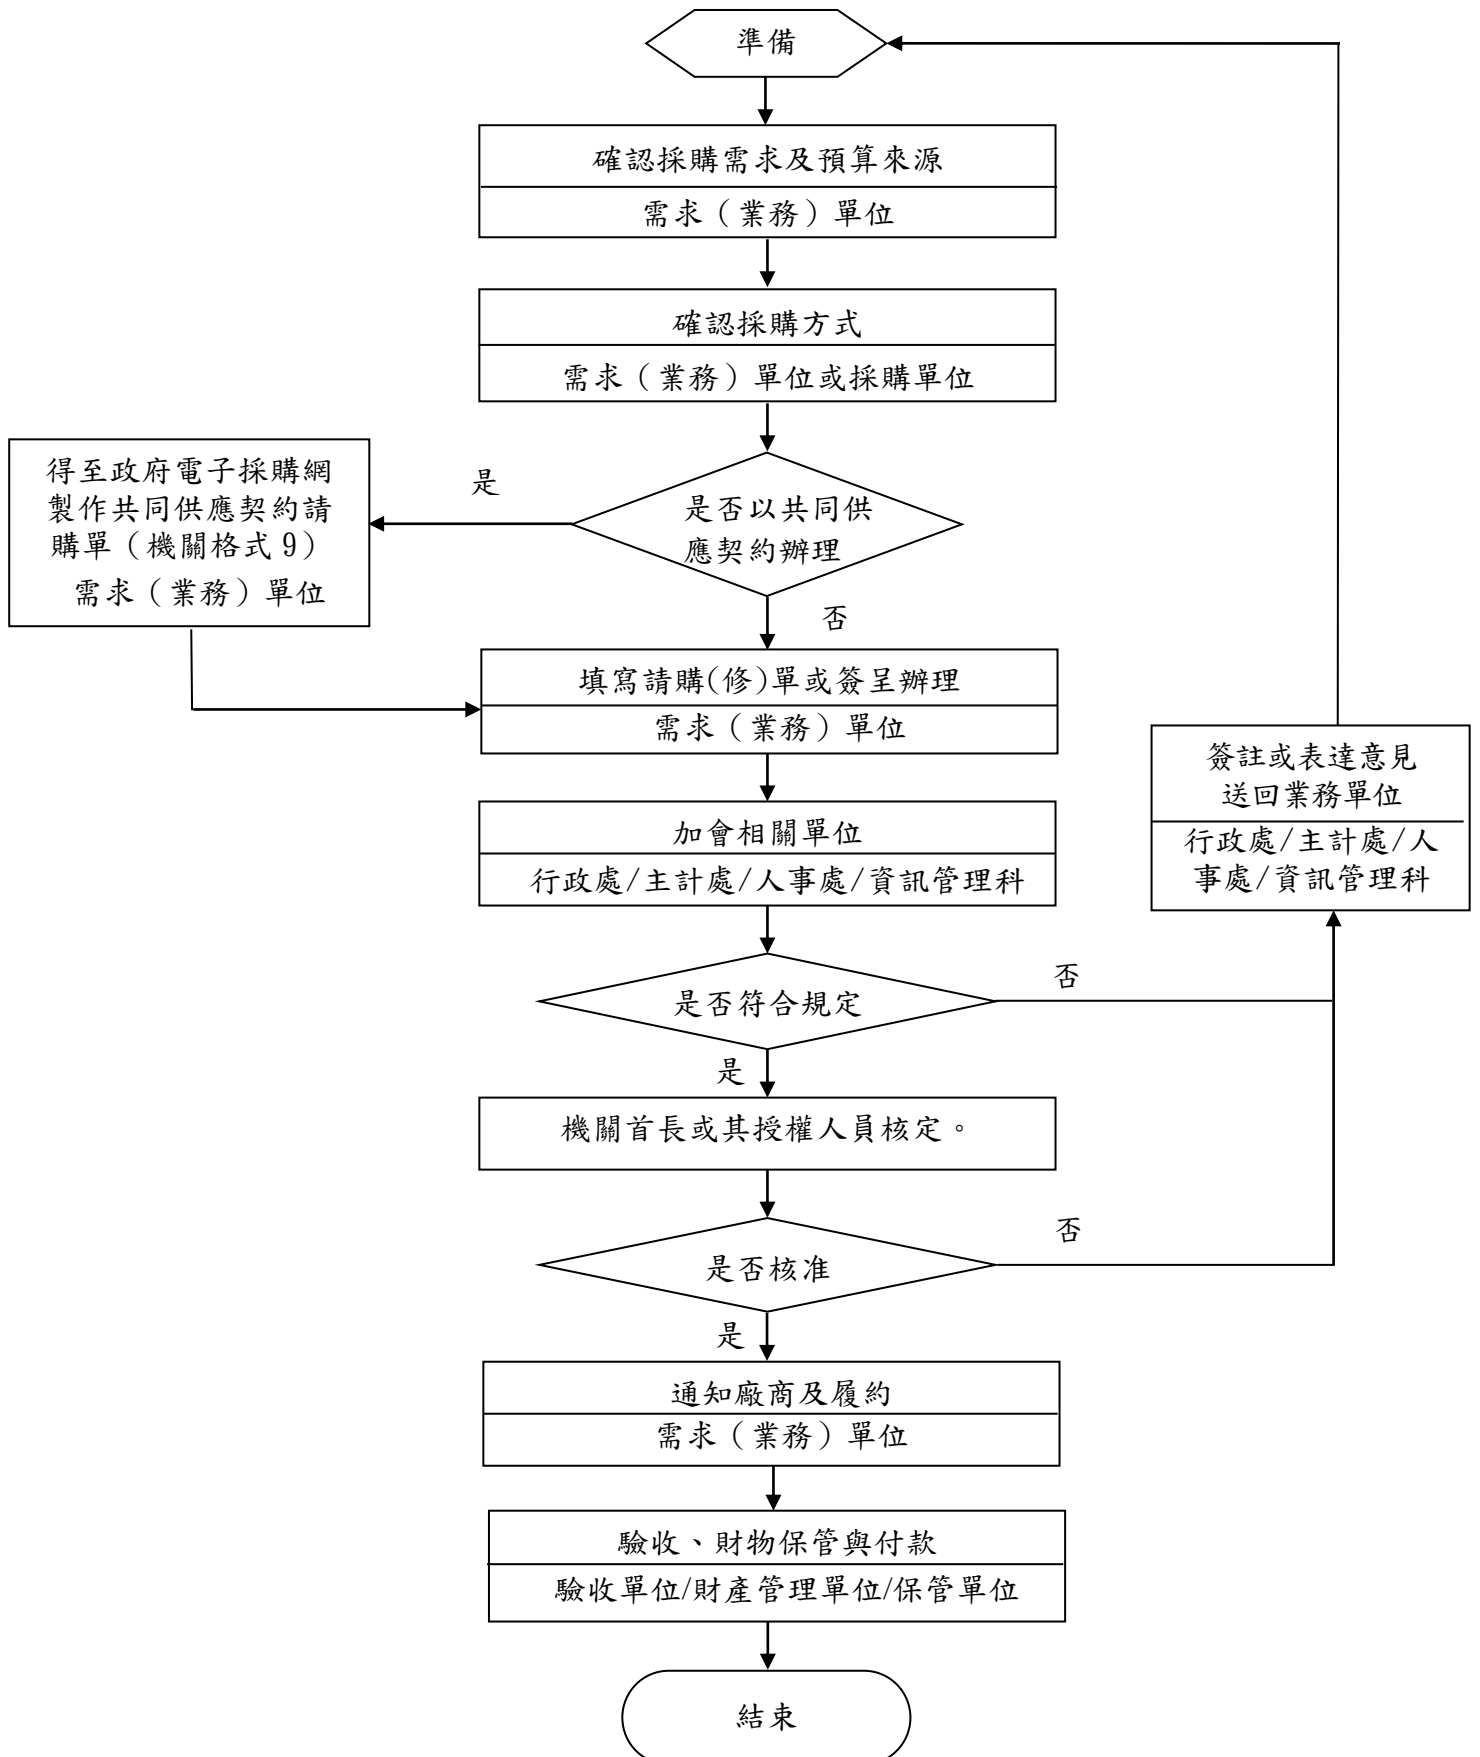 準備
確認採購需求及預算來源
需求（業務）單位
確認採購方式
需求（業務）單位或採購單位
得至政府電子採購網
製作共同供應契約請
購單（機關格式 9）
需求（業務）單位
是
是否以共同供
應契約辦理
否
填寫請購(修)單或簽呈辦理
需求（業務）單位
簽註或表達意見
送回業務單位
行政處/主計處/人
事處/資訊管理科
加會相關單位
行政處/主計處/人事處/資訊管理科
是否符合規定
否
是
機關首長或其授權人員核定。
是否核准
否
是
通知廠商及履約
需求（業務）單位
驗收、財物保管與付款
驗收單位/財產管理單位/保管單位
結束